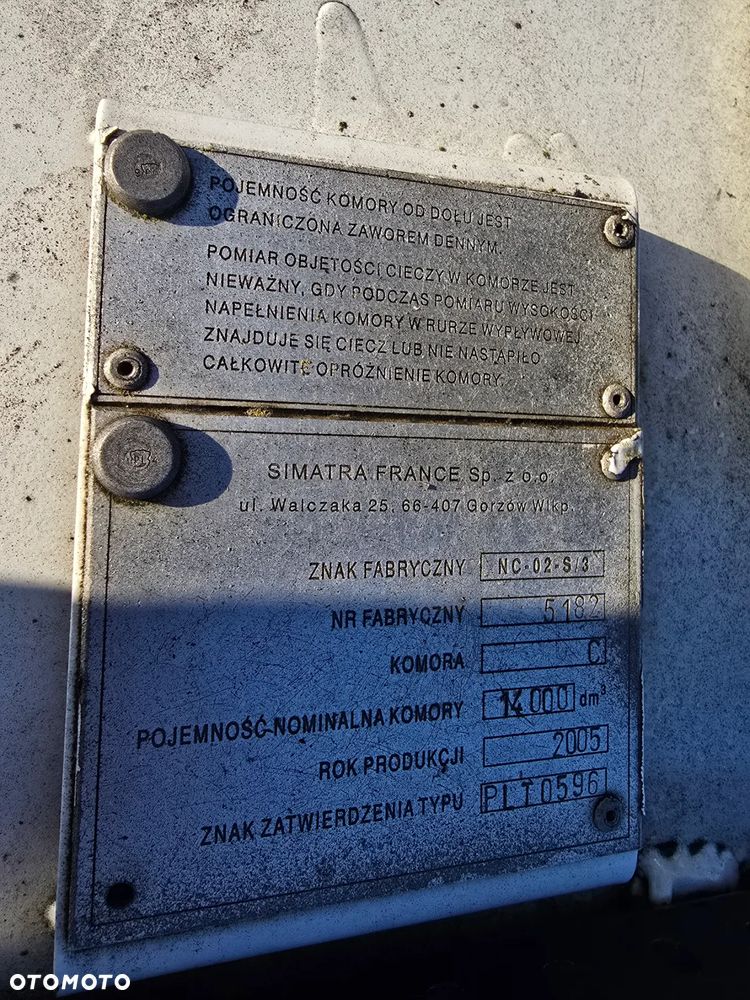 POJEMNOŚĆ KOMORY OD DOŁU JEST
OGRANICZONA ZAWOREM DENNYM.
POMIAR OBJĘTOŚCI CIECZY W KOMORZE JEST
NIEWAŻNY, GDY PODCZAS POMIARU WYSOKOŚCI
NAPEŁNIENIA KOMORY W RURZE WYPŁYWOWEJ
ZNAJDUJE SIĘ CIECZ LUB NIE NASTĄPIŁO
CAŁKOWITE OPRÓŻNIENIE KOMORY.
SIMATRA FRANCE Sp. z o.o.
ul. Walczaka 25, 66-407 Gorzów Wlkp.
ZNAK FABRYCZNY NC-02-S/3
NR FABRYCZNY 5182
KOMORA C
POJEMNOŚĆ NOMINALNA KOMORY 14000 dm³
ROK PRODUKCJI 2005
ZNAK ZATWIERDZENIA TYPU PLT0596
OTOMOTO